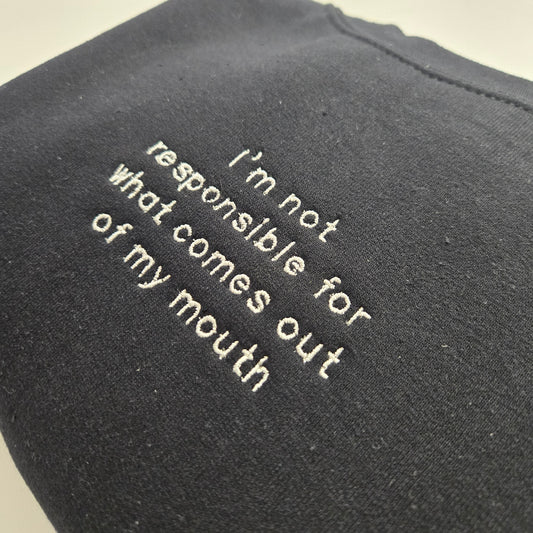 i'm not
responsible for
what comes out
of my mouth